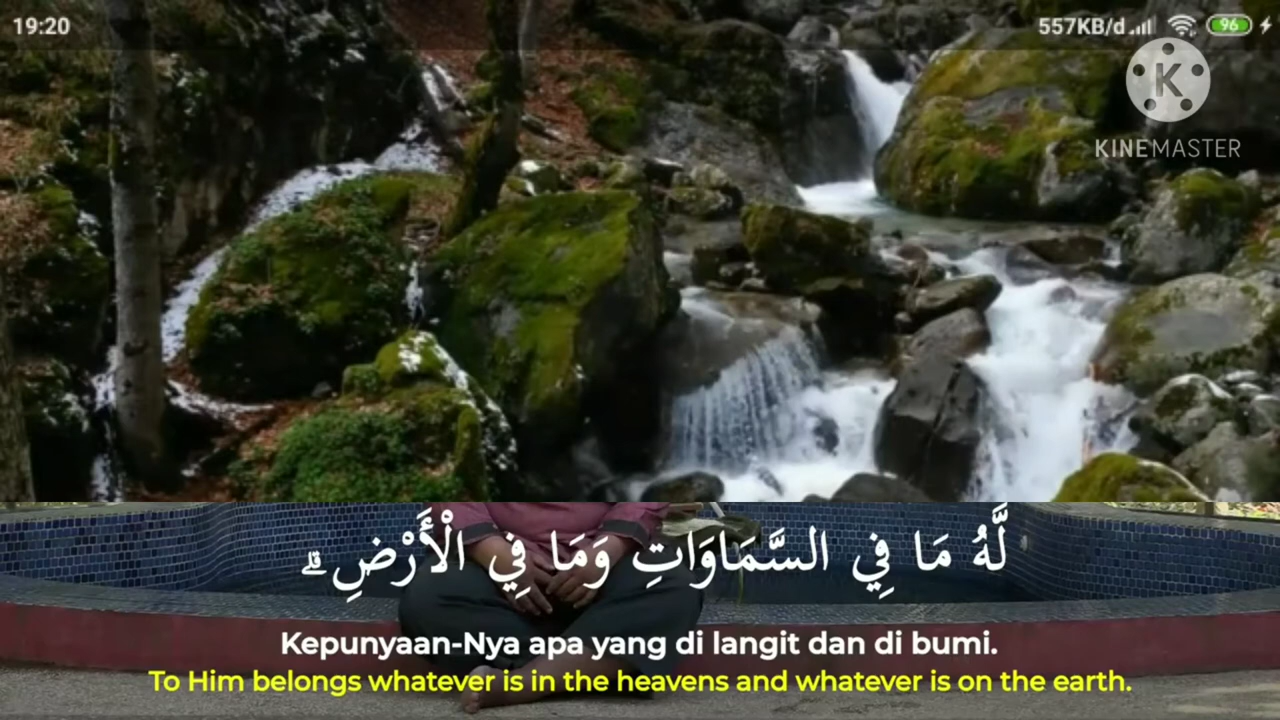 19:20
557KB/d
96
K
KINEMASTER
لَّهُ مَا فِي السَّمَاوَاتِ وَمَا فِي الْأَرْضِ ۗ
Kepunyaan-Nya apa yang di langit dan di bumi.
To Him belongs whatever is in the heavens and whatever is on the earth.